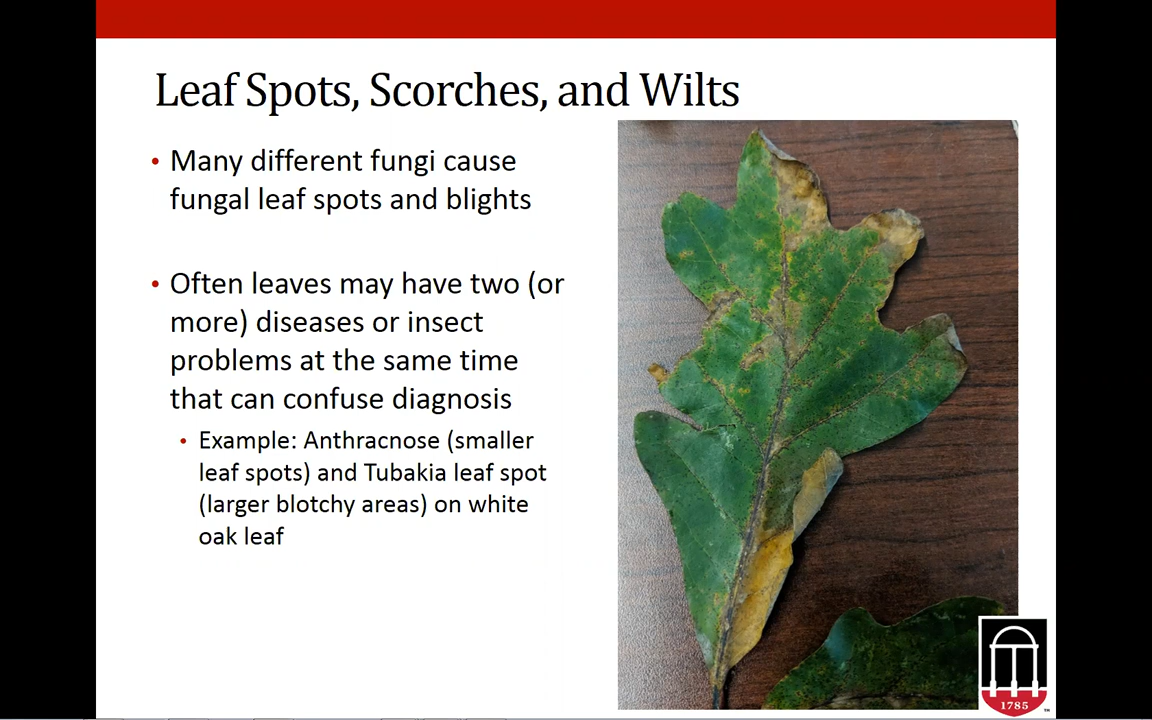 Leaf Spots, Scorches, and Wilts
• Many different fungi cause
fungal leaf spots and blights
• Often leaves may have two (or
more) diseases or insect
problems at the same time
that can confuse diagnosis
• Example: Anthracnose (smaller
leaf spots) and Tubakia leaf spot
(larger blotchy areas) on white
oak leaf
1785
TM